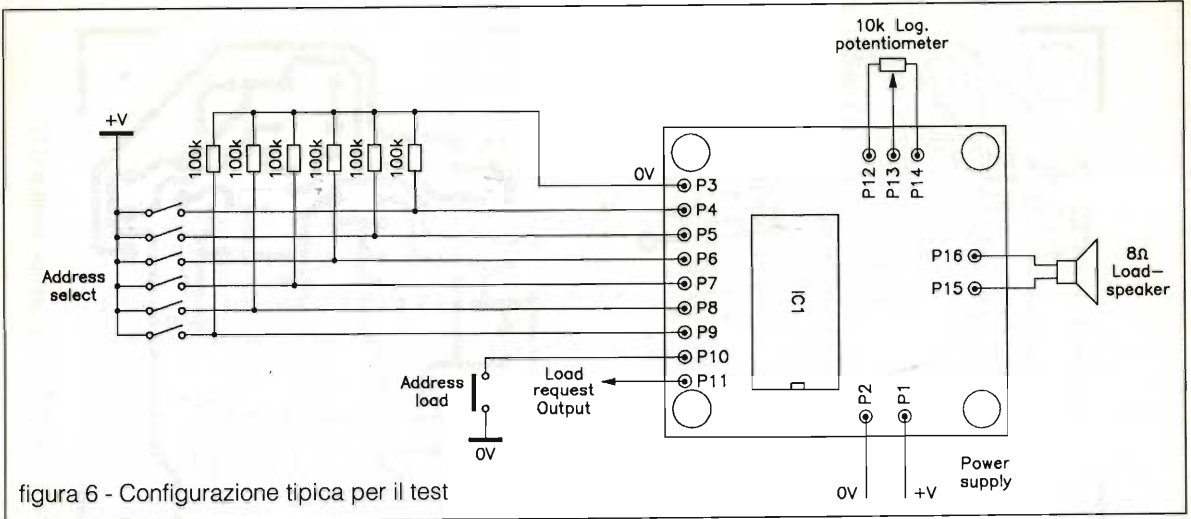 10k Log.
potentiometer
+V
100k
100k
100k
100k
100k
100k
0V
P3
P4
P5
P6
P7
P8
P9
P10
P11
P12
P13
P14
P16
P15
8Ω
Load–
speaker
IC1
Address
select
Address
load
0V
Load
request
Output
P2
P1
0V
+V
Power
supply
figura 6 - Configurazione tipica per il test